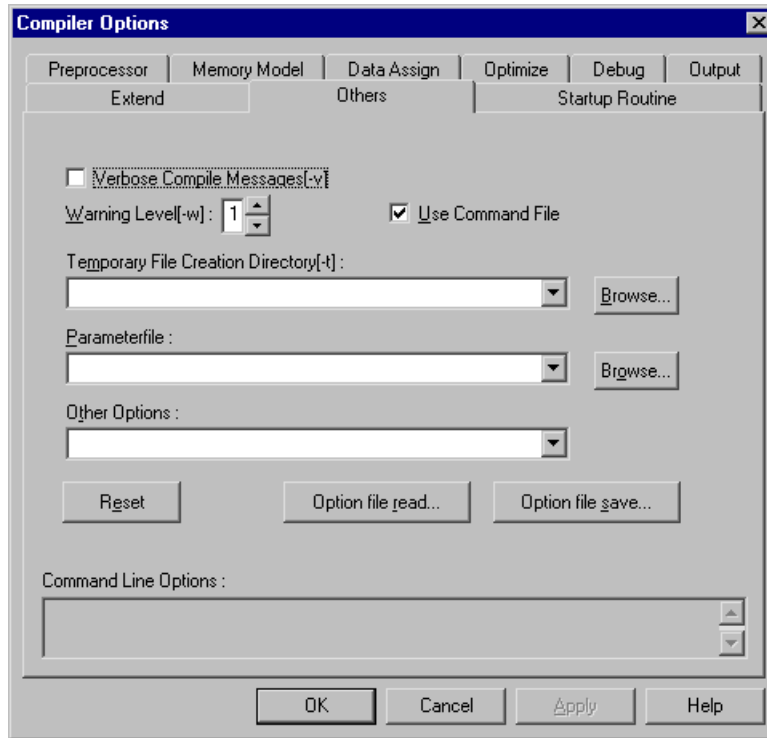 Compiler Options
Preprocessor Memory Model Data Assign Optimize Debug Output
Extend Others Startup Routine
Verbose Compile Messages[-v]
Warning Level[-w] : 1 Use Command File
Temporary File Creation Directory[-t] :
Browse...
Parameterfile :
Browse...
Other Options :
Reset Option file read... Option file save...
Command Line Options :
OK Cancel Apply Help